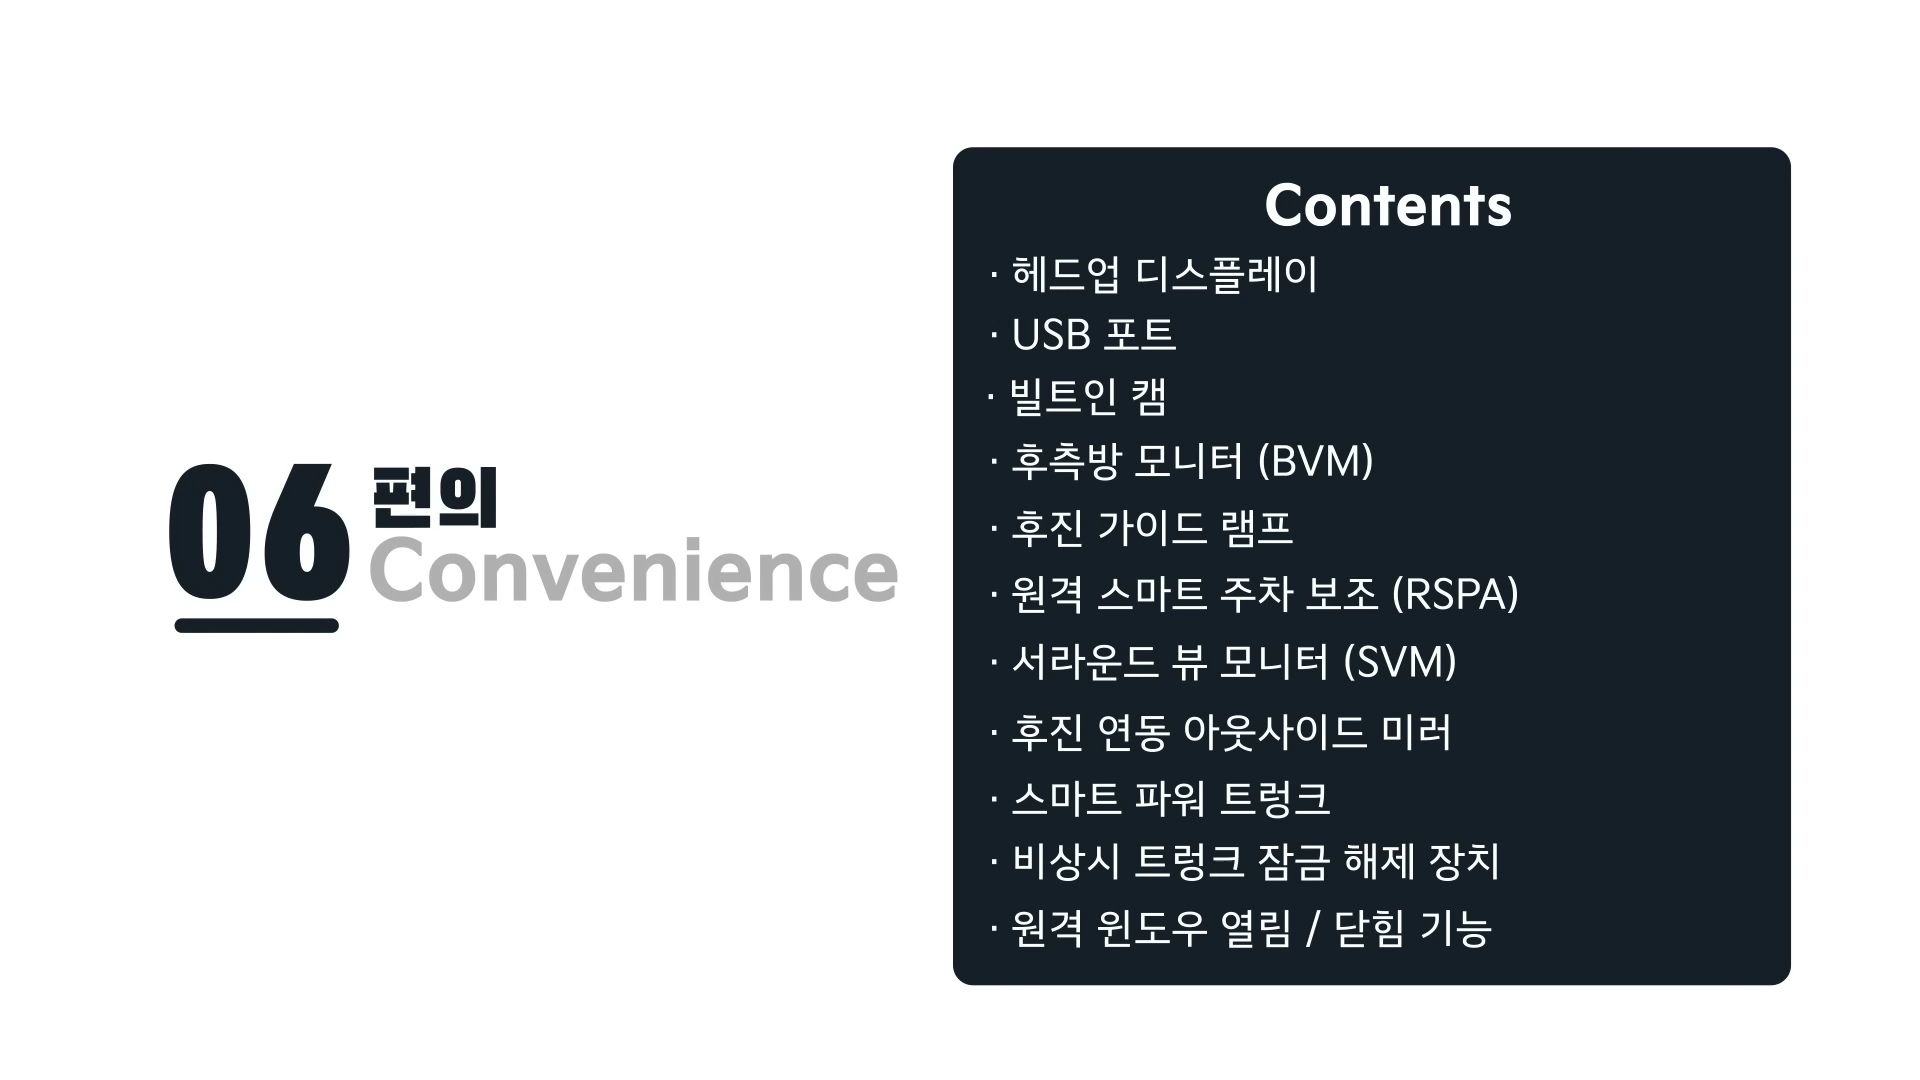 06 편의
Convenience
Contents
· 헤드업 디스플레이
· USB 포트
· 빌트인 캠
· 후측방 모니터 (BVM)
· 후진 가이드 램프
· 원격 스마트 주차 보조 (RSPA)
· 서라운드 뷰 모니터 (SVM)
· 후진 연동 아웃사이드 미러
· 스마트 파워 트렁크
· 비상시 트렁크 잠금 해제 장치
· 원격 윈도우 열림 / 닫힘 기능